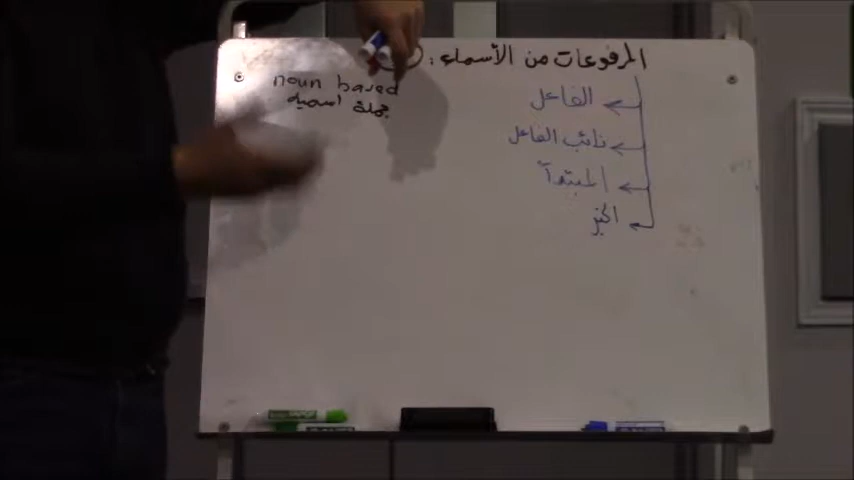 المرفوعات من الأسماء :
الفاعل
نائب الفاعل
المبتدأ
الخبر
noun based
جملة اسمية